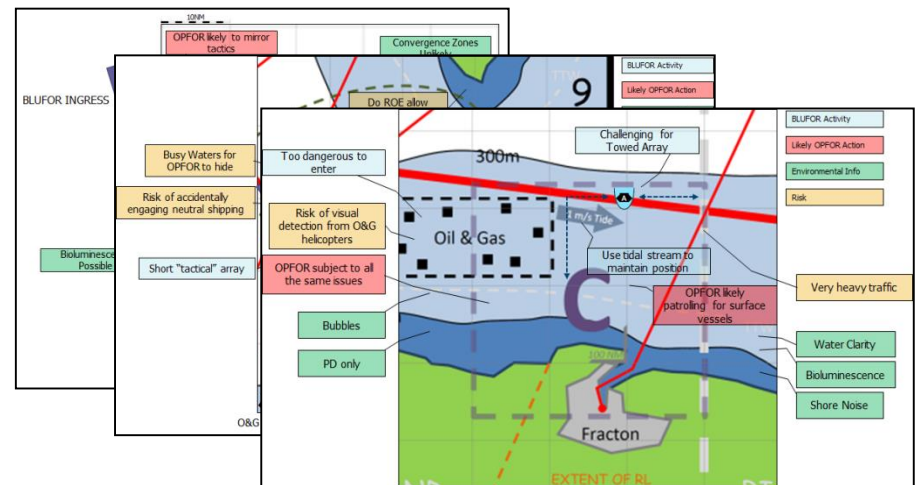 10NM
OPFOR likely to mirror
tactics
Convergence Zones
Unlikely
BLUFOR INGRESS
Bioluminesce
Possible
BLUFOR Activity
Likely OPFOR Action
TTW
9
Do ROE allow
Busy Waters for
OPFOR to hide
Risk of accidentally
engaging neutral shipping
Short "tactical" array
O&G
BLUFOR Activity
Likely OPFOR Action
Environmental Info
Risk
Challenging for
Towed Array
300m
Too dangerous to
enter
A
1 m/s Tide
Risk of visual
detection from O&G
helicopters
Oil & Gas
Use tidal stream to
maintain position
OPFOR subject to all
the same issues
C
OPFOR likely
patroling for surface
vessels
Very heavy traffic
Bubbles
TTW
Water Clarity
PD only
100 NM
Bioluminescence
Shore Noise
Fracton
EXTENT OF RL